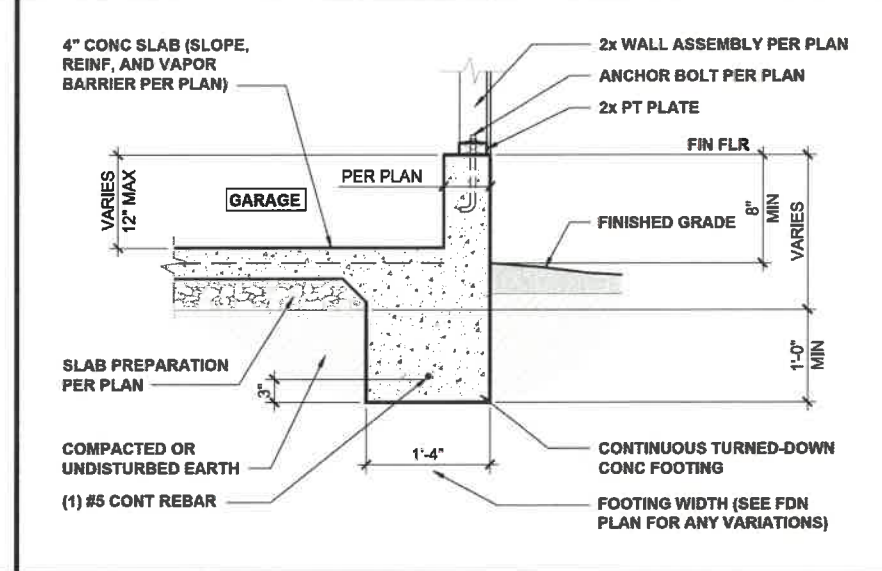 4" CONC SLAB (SLOPE,
REINF, AND VAPOR
BARRIER PER PLAN)
2x WALL ASSEMBLY PER PLAN
ANCHOR BOLT PER PLAN
2x PT PLATE
FIN FLR
VARIES
12" MAX
PER PLAN
GARAGE
8"
MIN
VARIES
FINISHED GRADE
SLAB PREPARATION
PER PLAN
3"
1'-0"
MIN
COMPACTED OR
UNDISTURBED EARTH
1'-4"
CONTINUOUS TURNED-DOWN
CONC FOOTING
(1) #5 CONT REBAR
FOOTING WIDTH (SEE FDN
PLAN FOR ANY VARIATIONS)